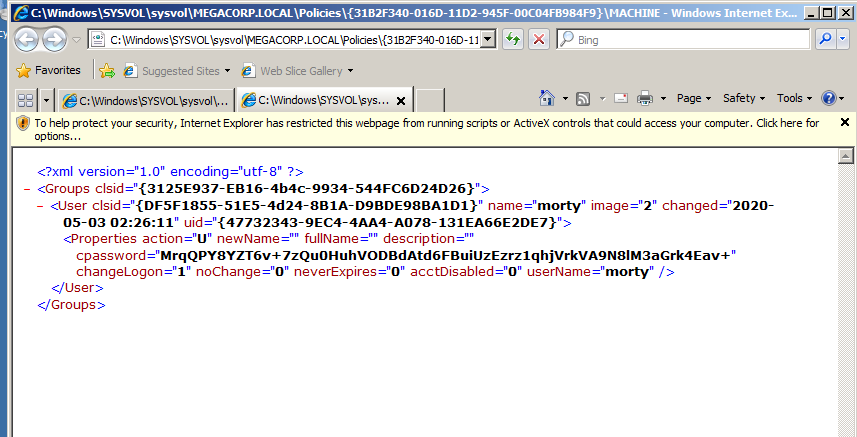 C:\Windows\SYSVOL\sysvol\MEGACORP.LOCAL\Policies\{31B2F340-016D-11D2-945F-00C04FB984F9}\MACHINE - Windows Internet Ex...
C:\Windows\SYSVOL\sysvol\MEGACORP.LOCAL\Policies\{31B2F340-016D-11 Bing
Favorites Suggested Sites Web Slice Gallery
C:\Windows\SYSVOL\sysvol\... C:\Windows\SYSVOL\sys... Page Safety Tools
To help protect your security, Internet Explorer has restricted this webpage from running scripts or ActiveX controls that could access your computer. Click here for
options...
<?xml version="1.0" encoding="utf-8" ?>
- <Groups clsid="{3125E937-EB16-4b4c-9934-544FC6D24D26}">
- <User clsid="{DF5F1855-51E5-4d24-8B1A-D9BDE98BA1D1}" name="morty" image="2" changed="2020-
05-03 02:26:11" uid="{47732343-9EC4-4AA4-A078-131EA66E2DE7}">
<Properties action="U" newName="" fullName="" description=""
cpassword="MrqQPY8YZT6v+7zQu0HuhVODBdAtd6FBuiUzEzrz1qhjVrkVA9N8lM3aGrk4Eav+"
changeLogon="1" noChange="0" neverExpires="0" acctDisabled="0" userName="morty" />
</User>
</Groups>